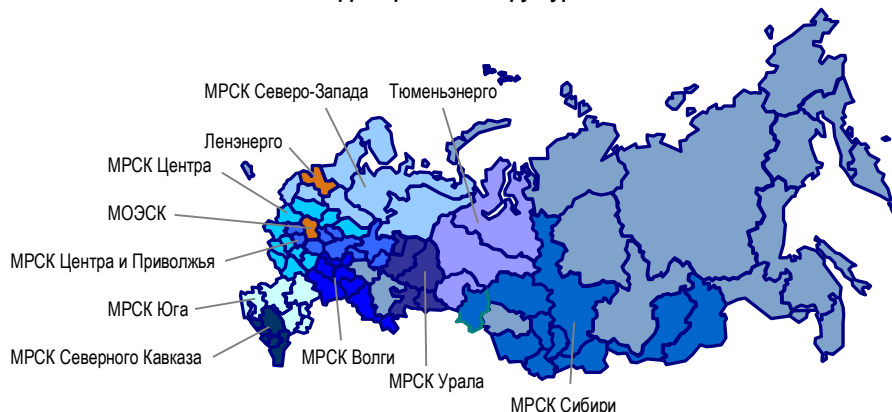 МРСК Северо-Запада
Тюменьэнерго
Ленэнерго
МРСК Центра
МОЭСК
МРСК Центра и Приволжья
МРСК Юга
МРСК Северного Кавказа
МРСК Волги
МРСК Урала
МРСК Сибири